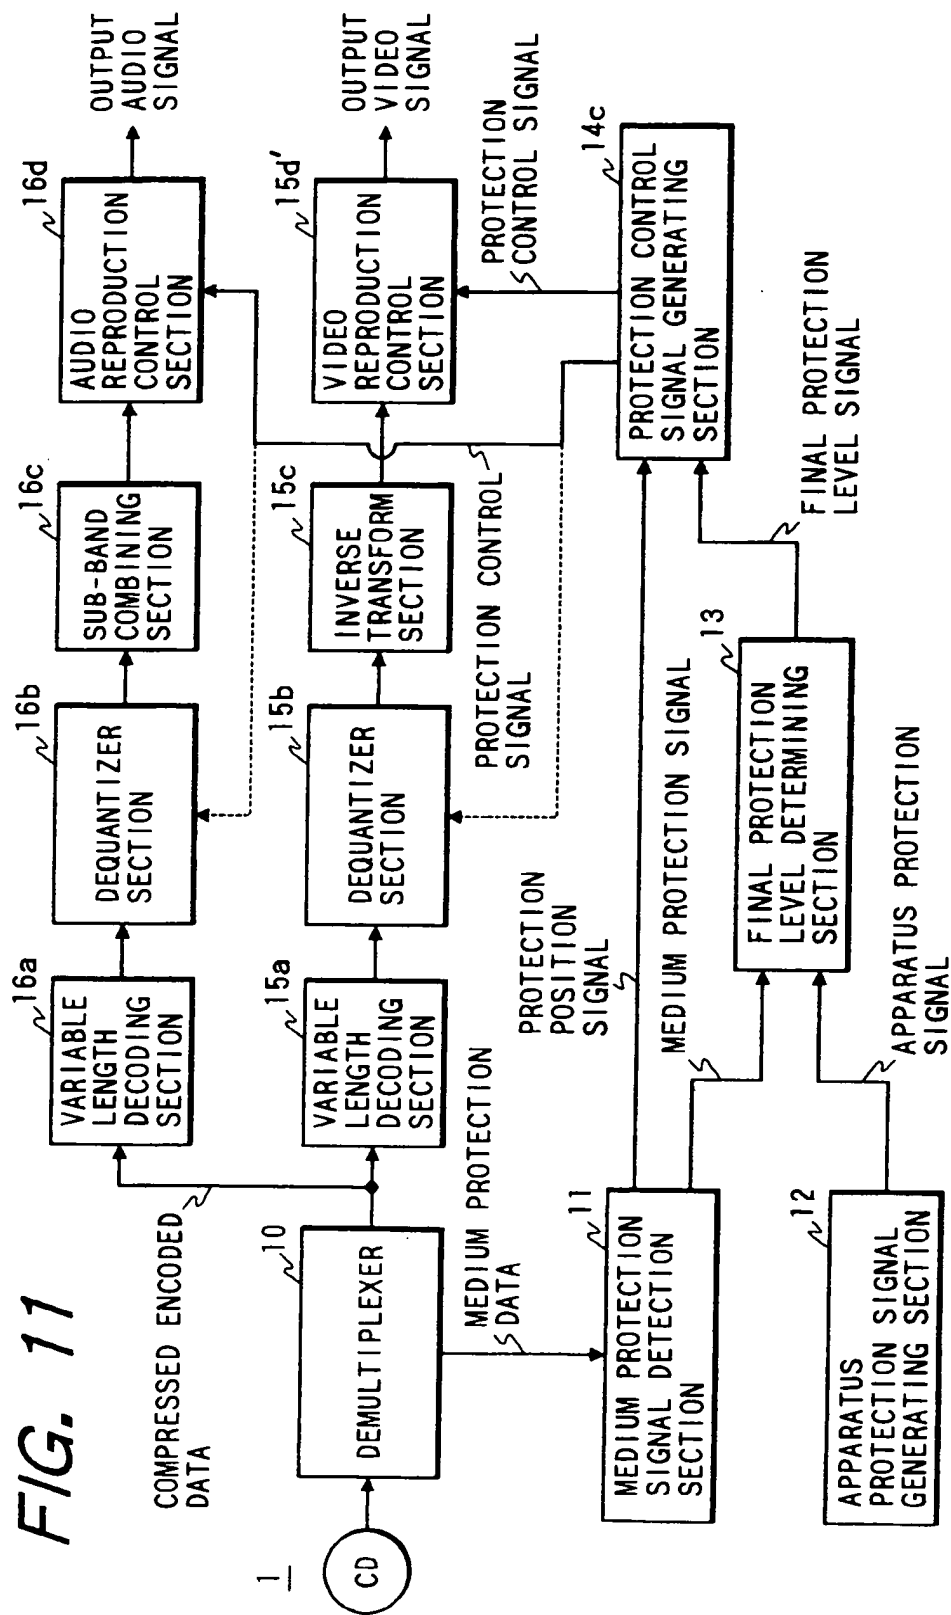 FIG. 11
1
CD
10
DEMULTIPLEXER
COMPRESSED ENCODED
DATA
MEDIUM PROTECTION
DATA
16a
VARIABLE
LENGTH
DECODING
SECTION
16b
DEQUANTIZER
SECTION
16c
SUB-BAND
COMBINING
SECTION
16d
AUDIO
REPRODUCTION
CONTROL
SECTION
OUTPUT
AUDIO
SIGNAL
15a
VARIABLE
LENGTH
DECODING
SECTION
15b
DEQUANTIZER
SECTION
15c
INVERSE
TRANSFORM
SECTION
15d'
VIDEO
REPRODUCTION
CONTROL
SECTION
OUTPUT
VIDEO
SIGNAL
PROTECTION CONTROL
SIGNAL
PROTECTION
CONTROL SIGNAL
11
MEDIUM PROTECTION
SIGNAL DETECTION
SECTION
PROTECTION
POSITION
SIGNAL
MEDIUM PROTECTION SIGNAL
14c
PROTECTION CONTROL
SIGNAL GENERATING
SECTION
12
APPARATUS
PROTECTION SIGNAL
GENERATING SECTION
APPARATUS PROTECTION
SIGNAL
13
FINAL PROTECTION
LEVEL DETERMINING
SECTION
FINAL PROTECTION
LEVEL SIGNAL